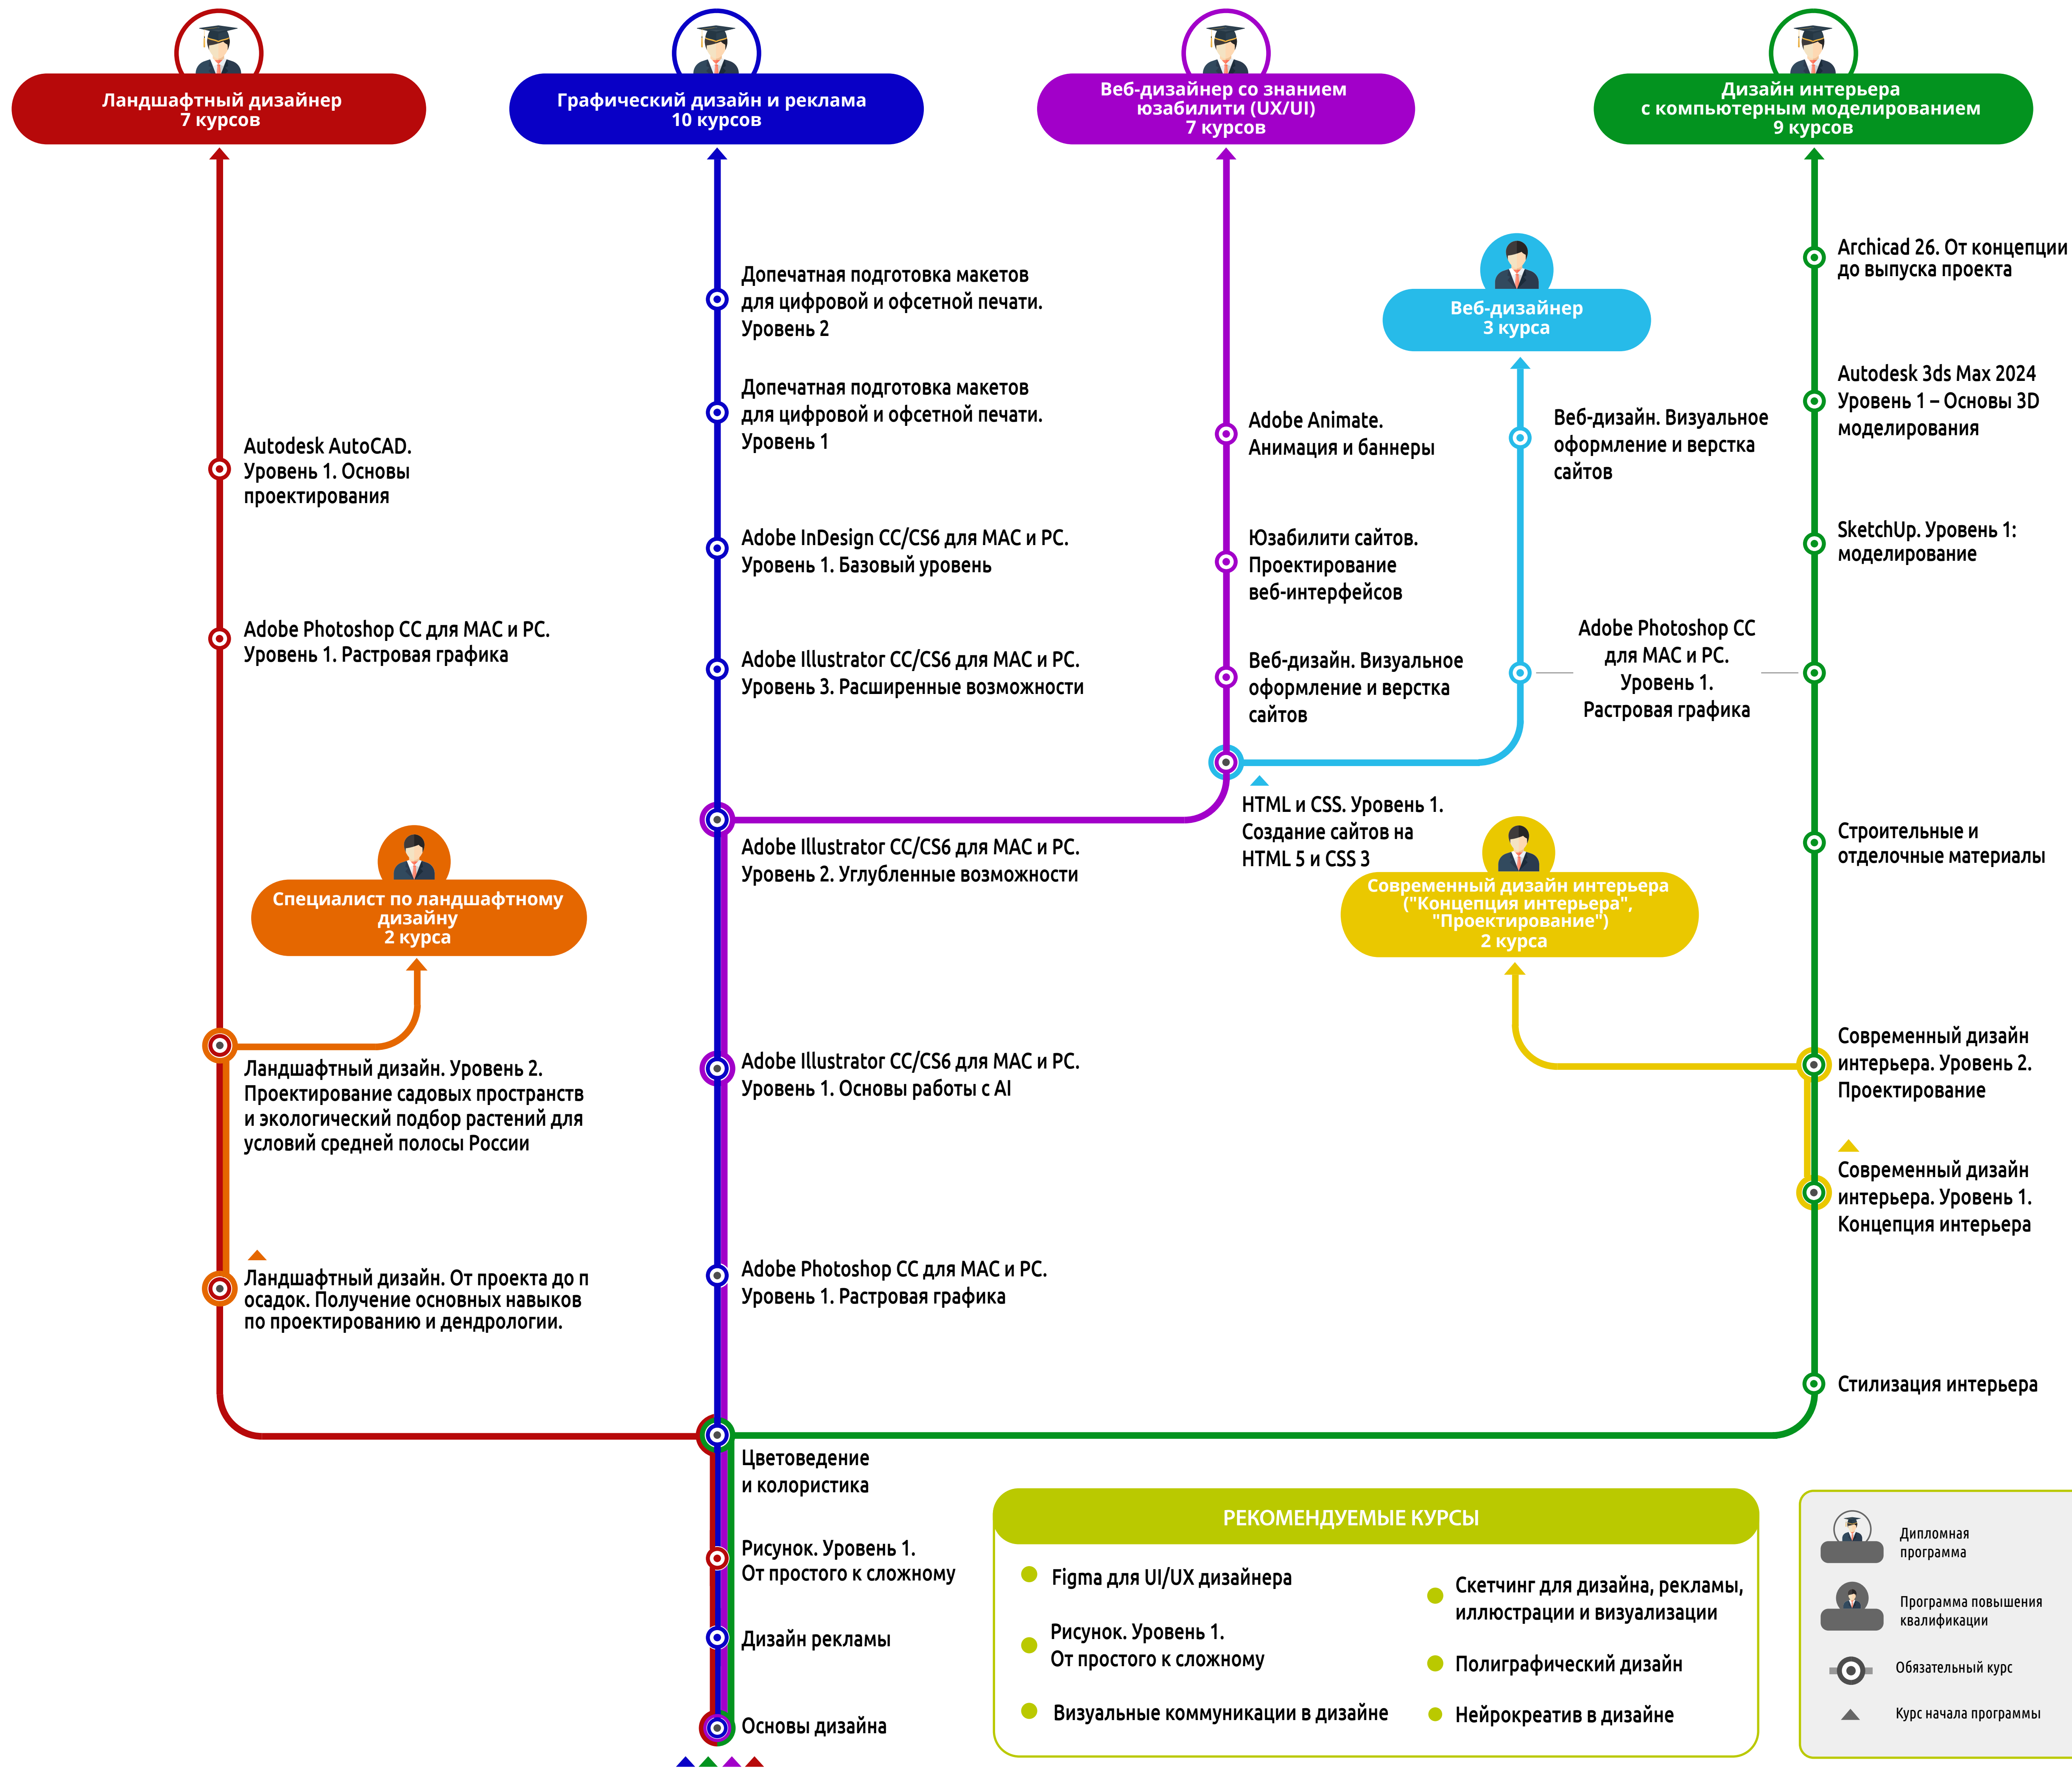 Ландшафтный дизайнер
7 курсов
Графический дизайн и реклама
10 курсов
Веб-дизайнер со знанием
юзабилити (UX/UI)
7 курсов
Дизайн интерьера
с компьютерным моделированием
9 курсов
Autodesk AutoCAD.
Уровень 1. Основы
проектирования
Adobe Photoshop CC для MAC и PC.
Уровень 1. Растровая графика
Специалист по ландшафтному
дизайну
2 курса
Ландшафтный дизайн. Уровень 2.
Проектирование садовых пространств
и экологический подбор растений для
условий средней полосы России
Ландшафтный дизайн. От проекта до п
осадок. Получение основных навыков
по проектированию и дендрологии.
Допечатная подготовка макетов
для цифровой и офсетной печати.
Уровень 2
Допечатная подготовка макетов
для цифровой и офсетной печати.
Уровень 1
Adobe InDesign CC/CS6 для MAC и PC.
Уровень 1. Базовый уровень
Adobe Illustrator CC/CS6 для MAC и PC.
Уровень 3. Расширенные возможности
Adobe Illustrator CC/CS6 для MAC и PC.
Уровень 2. Углубленные возможности
Adobe Illustrator CC/CS6 для MAC и PC.
Уровень 1. Основы работы с AI
Adobe Photoshop CC для MAC и PC.
Уровень 1. Растровая графика
Цветоведение
и колористика
Рисунок. Уровень 1.
От простого к сложному
Дизайн рекламы
Основы дизайна
Adobe Animate.
Анимация и баннеры
Юзабилити сайтов.
Проектирование
веб-интерфейсов
Веб-дизайн. Визуальное
оформление и верстка
сайтов
HTML и CSS. Уровень 1.
Создание сайтов на
HTML 5 и CSS 3
Веб-дизайнер
3 курса
Веб-дизайн. Визуальное
оформление и верстка
сайтов
Adobe Photoshop CC
для MAC и PC.
Уровень 1.
Растровая графика
Современный дизайн интерьера
("Концепция интерьера",
"Проектирование")
2 курса
Archicad 26. От концепции
до выпуска проекта
Autodesk 3ds Max 2024
Уровень 1 – Основы 3D
моделирования
SketchUp. Уровень 1:
моделирование
Строительные и
отделочные материалы
Современный дизайн
интерьера. Уровень 2.
Проектирование
Современный дизайн
интерьера. Уровень 1.
Концепция интерьера
Стилизация интерьера
РЕКОМЕНДУЕМЫЕ КУРСЫ
Figma для UI/UX дизайнера
Рисунок. Уровень 1.
От простого к сложному
Визуальные коммуникации в дизайне
Скетчинг для дизайна, рекламы,
иллюстрации и визуализации
Полиграфический дизайн
Нейрокреатив в дизайне
Дипломная
программа
Программа повышения
квалификации
Обязательный курс
Курс начала программы